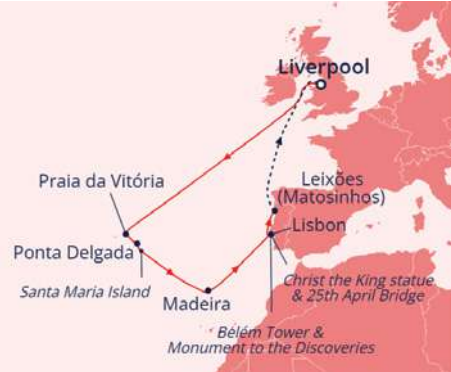 Liverpool
Praia da Vitória
Leixões
(Matosinhos)
Ponta Delgada
Lisbon
Santa Maria Island
Christ the King statue
& 25th April Bridge
Madeira
Belém Tower &
Monument to the Discoveries